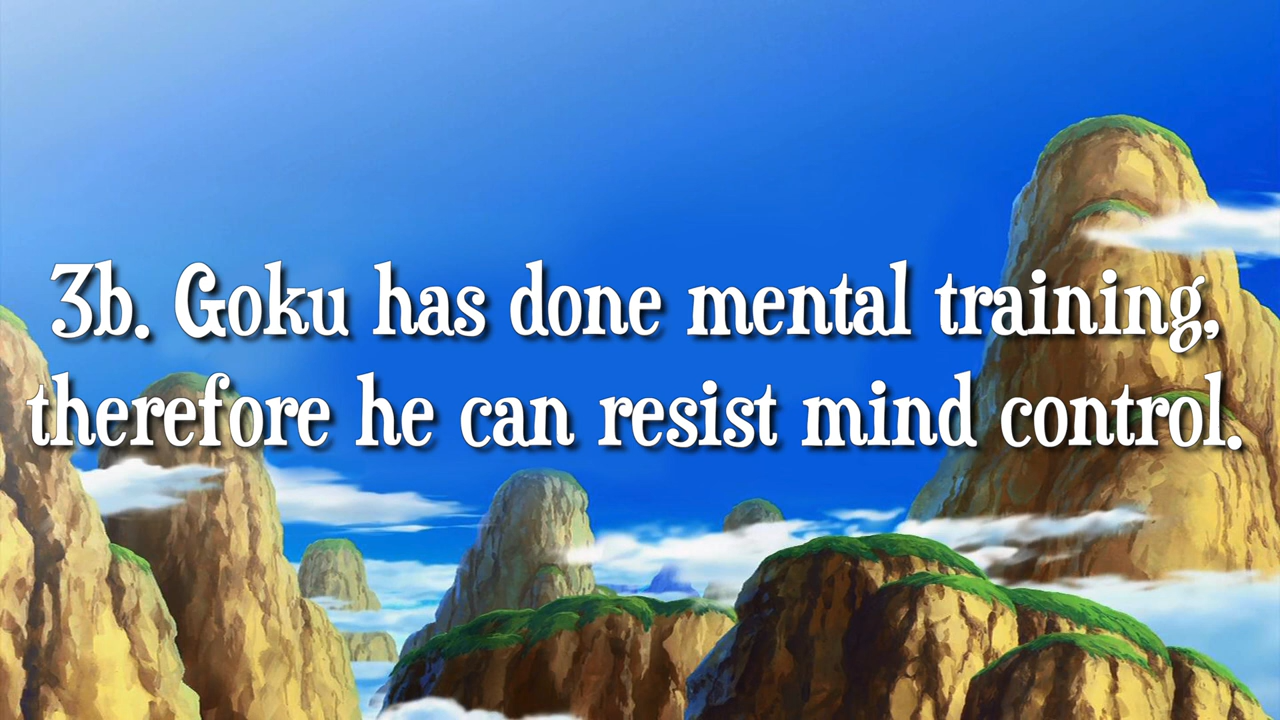 3b. Goku has done mental training,
therefore he can resist mind control.